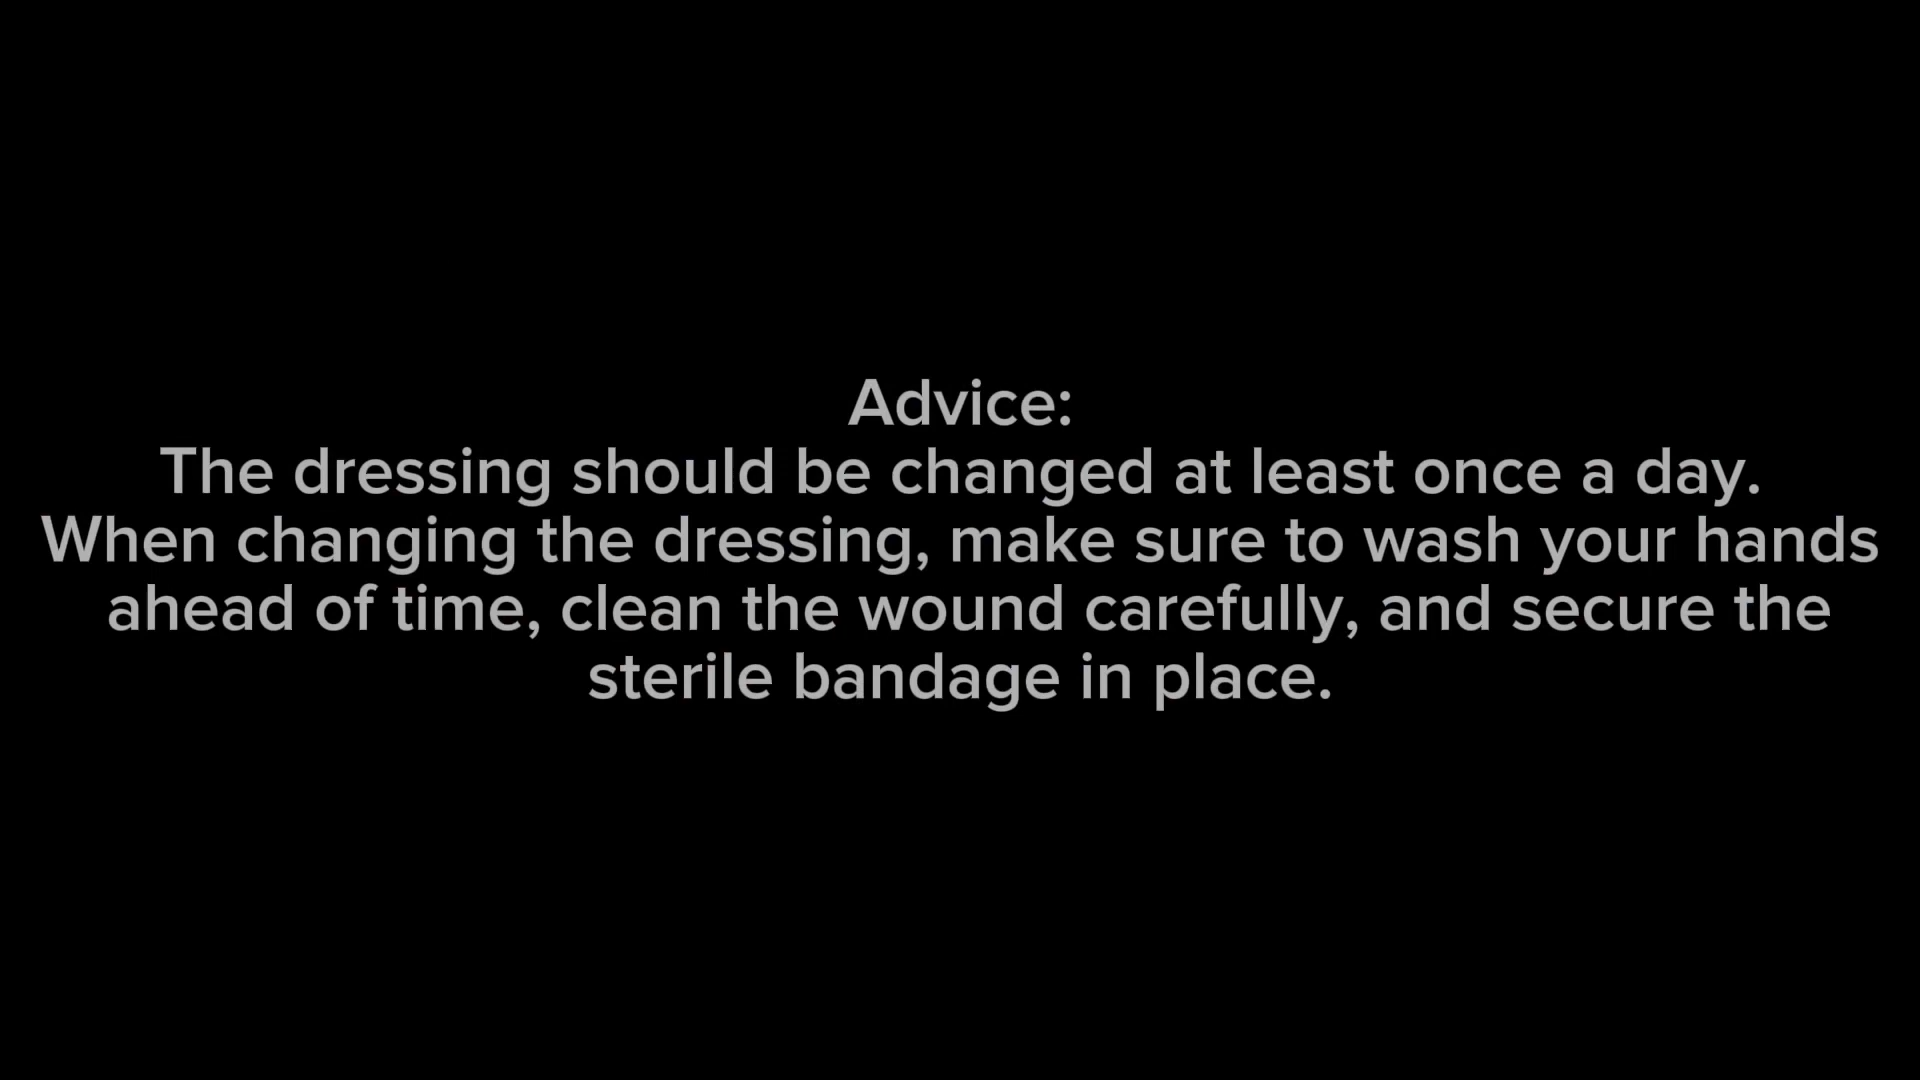 Advice:
The dressing should be changed at least once a day.
When changing the dressing, make sure to wash your hands
ahead of time, clean the wound carefully, and secure the
sterile bandage in place.